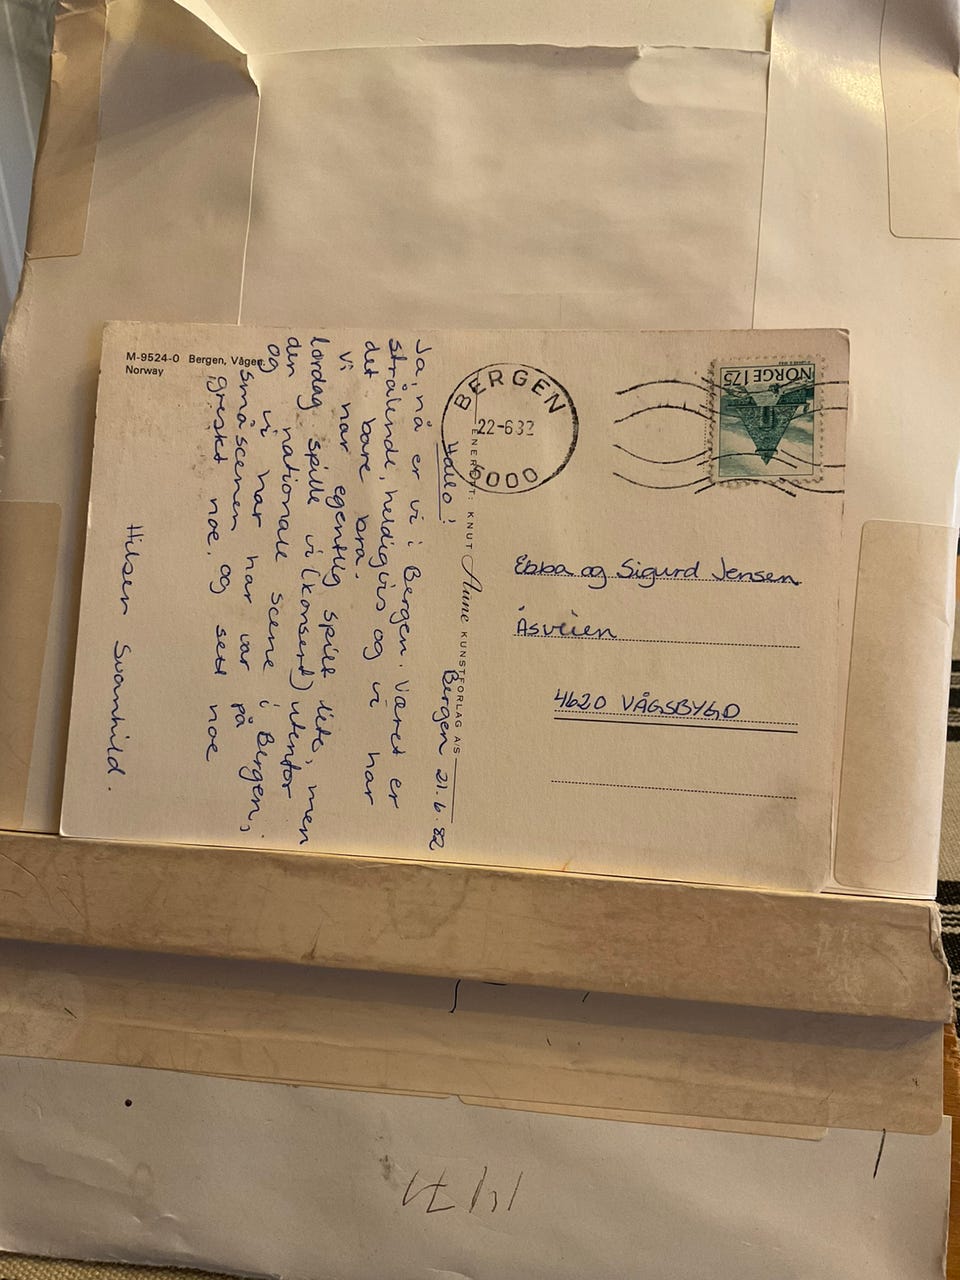 M-9524-0 Bergen, Vågen.
Norway
Bergen 21.6.82
Hallo!
Ja, nå er vi i Bergen. Været er
strålende, heldigvis og vi har
det bare bra.
Vi har egentlig spilt lite, men
lørdag spille vi (konsert) utenfor
den nationale scene i Bergen,
og vi har har var på
småscenen og sett noe
greskt noe.
Hilsen Svanhild.
ENERETT: KNUT Aune KUNSTFORLAG A/S
BERGEN
22-6.82
5000
NORGE 175
Ebba og Sigurd Jensen
Åsveien
4620 VÅGSBYGD